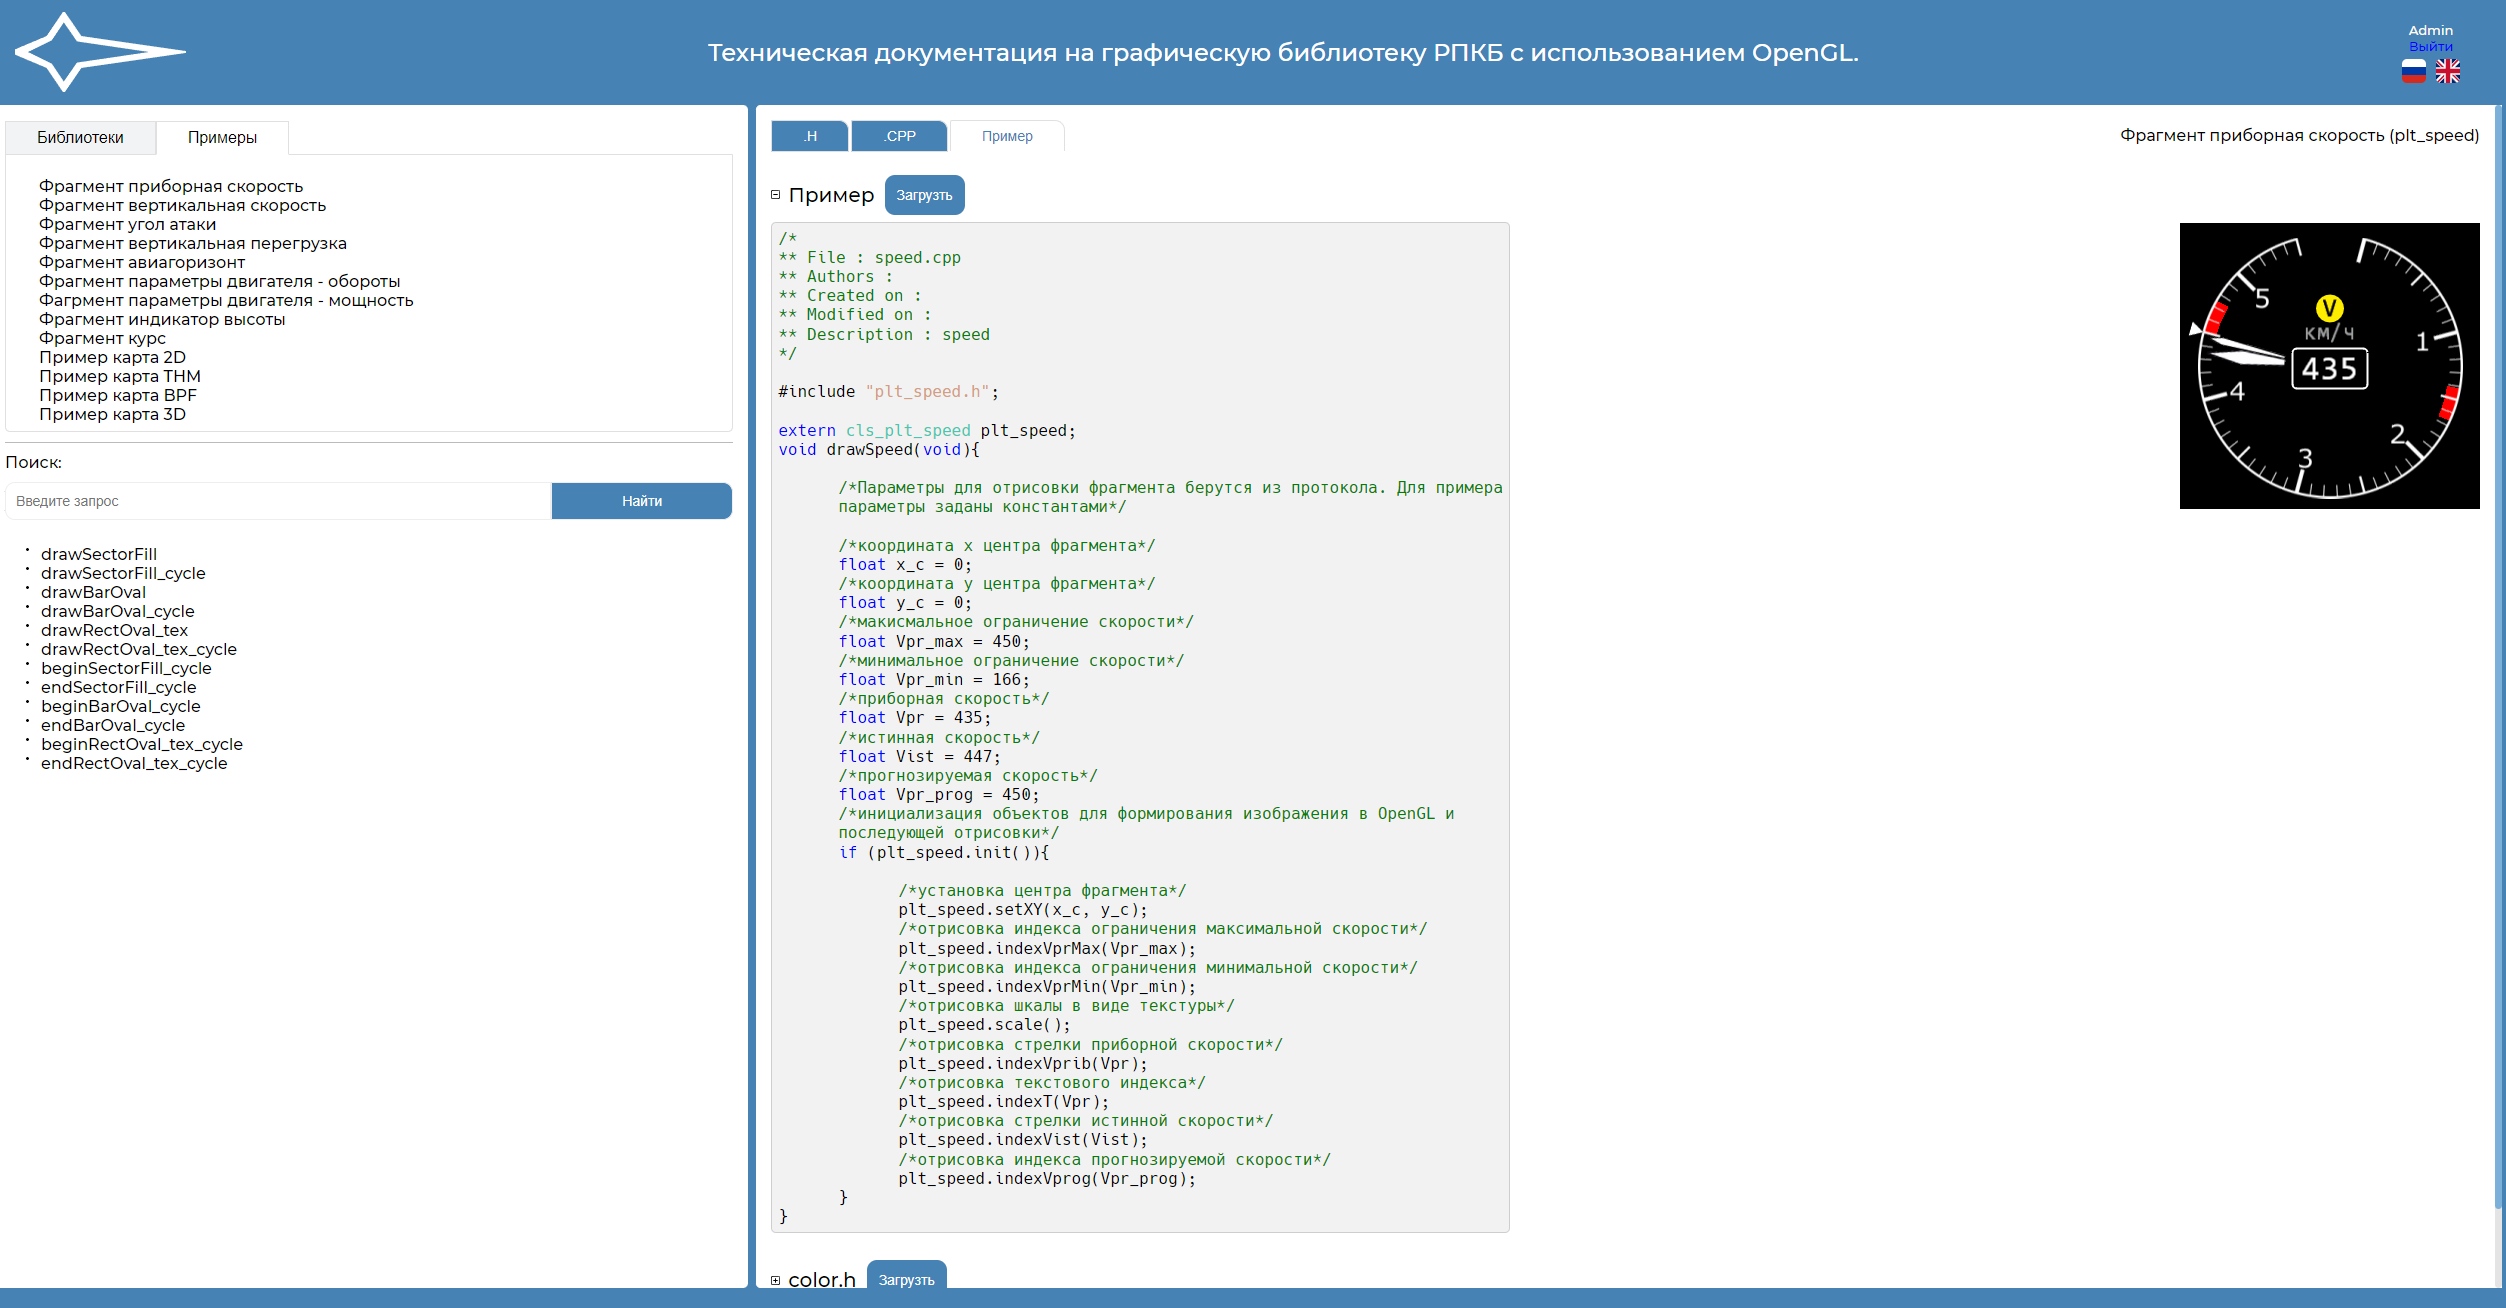 Техническая документация на графическую библиотеку РПКБ с использованием OpenGL.
Admin
Выйти
Библиотеки
Примеры
Фрагмент приборная скорость
Фрагмент вертикальная скорость
Фрагмент угол атаки
Фрагмент вертикальная перегрузка
Фрагмент авиагоризонт
Фрагмент параметры двигателя - обороты
Фагрмент параметры двигателя - мощность
Фрагмент индикатор высоты
Фрагмент курс
Пример карта 2D
Пример карта THM
Пример карта BPF
Пример карта 3D
Поиск:
Введите запрос
Найти
drawSectorFill
drawSectorFill_cycle
drawBarOval
drawBarOval_cycle
drawRectOval_tex
drawRectOval_tex_cycle
beginSectorFill_cycle
endSectorFill_cycle
beginBarOval_cycle
endBarOval_cycle
beginRectOval_tex_cycle
endRectOval_tex_cycle
.H
.CPP
Пример
Фрагмент приборная скорость (plt_speed)
Пример
Загрузть
/*
** File : speed.cpp
** Authors :
** Created on :
** Modified on :
** Description : speed
*/
#include "plt_speed.h";
extern cls_plt_speed plt_speed;
void drawSpeed(void){
/*Параметры для отрисовки фрагмента берутся из протокола. Для примера
параметры заданы константами*/
/*координата x центра фрагмента*/
float x_c = 0;
/*координата y центра фрагмента*/
float y_c = 0;
/*макисмальное ограничение скорости*/
float Vpr_max = 450;
/*минимальное ограничение скорости*/
float Vpr_min = 166;
/*приборная скорость*/
float Vpr = 435;
/*истинная скорость*/
float Vist = 447;
/*прогнозируемая скорость*/
float Vpr_prog = 450;
/*инициализация объектов для формирования изображения в OpenGL и
последующей отрисовки*/
if (plt_speed.init()){
/*установка центра фрагмента*/
plt_speed.setXY(x_c, y_c);
/*отрисовка индекса ограничения максимальной скорости*/
plt_speed.indexVprMax(Vpr_max);
/*отрисовка индекса ограничения минимальной скорости*/
plt_speed.indexVprMin(Vpr_min);
/*отрисовка шкалы в виде текстуры*/
plt_speed.scale();
/*отрисовка стрелки приборной скорости*/
plt_speed.indexVprib(Vpr);
/*отрисовка текстового индекса*/
plt_speed.indexT(Vpr);
/*отрисовка стрелки истинной скорости*/
plt_speed.indexVist(Vist);
/*отрисовка индекса прогнозируемой скорости*/
plt_speed.indexVprog(Vpr_prog);
}
}
5
V
КМ/Ч
1
435
4
2
3
color.h
Загрузть